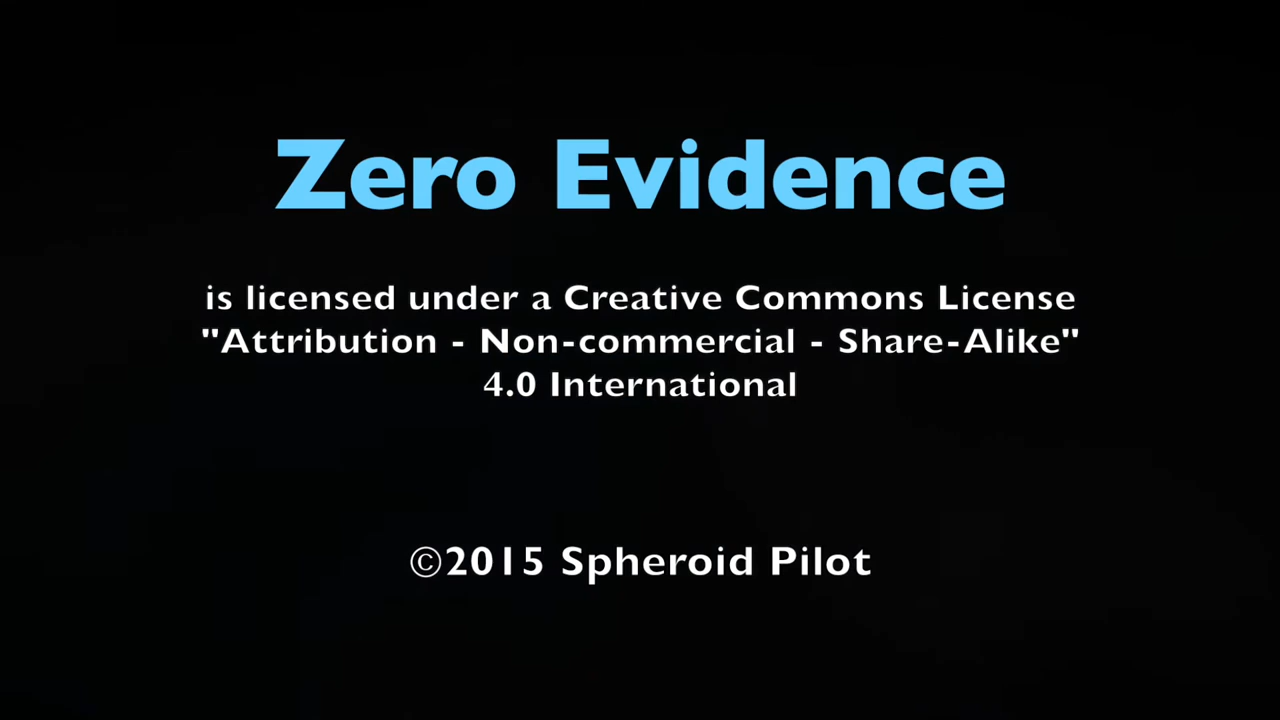 Zero Evidence
is licensed under a Creative Commons License
"Attribution - Non-commercial - Share-Alike"
4.0 International
©2015 Spheroid Pilot